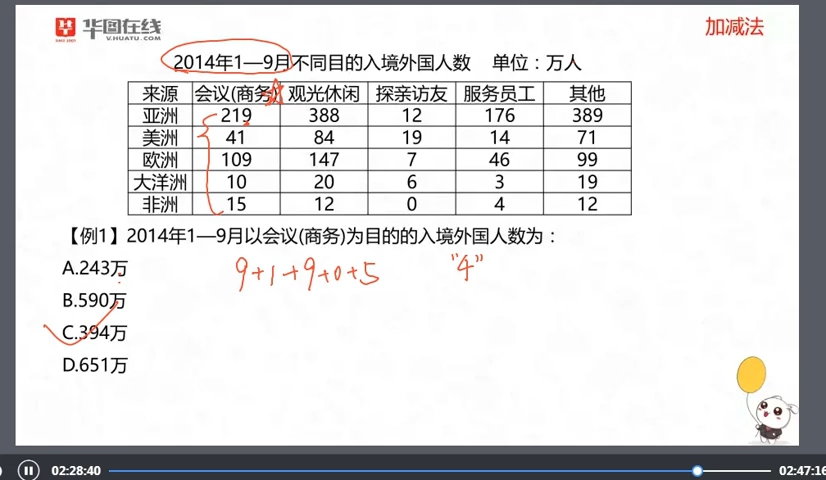 华图在线
V.HUATU.COM
加减法
2014年1—9月不同目的入境外国人数 单位：万人
来源 会议(商务) 观光休闲 探亲访友 服务员工 其他
亚洲 219 388 12 176 389
美洲 41 84 19 14 71
欧洲 109 147 7 46 99
大洋洲 10 20 6 3 19
非洲 15 12 0 4 12
【例1】2014年1—9月以会议(商务)为目的的入境外国人数为：
A.243万
9+1+9+0+5 "4"
B.590万
C.394万
D.651万
02:28:40 02:47:16